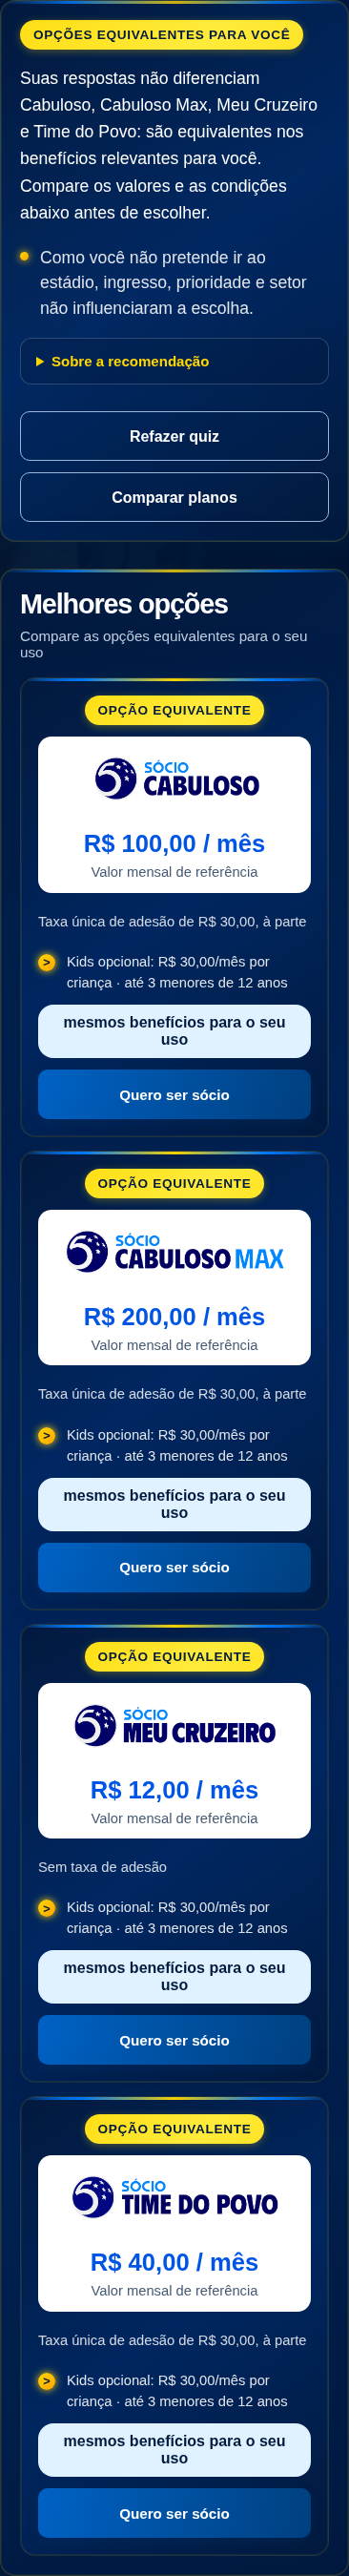 OPÇÕES EQUIVALENTES PARA VOCÊ
Suas respostas não diferenciam
Cabuloso, Cabuloso Max, Meu Cruzeiro
e Time do Povo: são equivalentes nos
benefícios relevantes para você.
Compare os valores e as condições
abaixo antes de escolher.
Como você não pretende ir ao
estádio, ingresso, prioridade e setor
não influenciaram a escolha.
Sobre a recomendação
Refazer quiz
Comparar planos
Melhores opções
Compare as opções equivalentes para o seu
uso
OPÇÃO EQUIVALENTE
SÓCIO
CABULOSO
R$ 100,00 / mês
Valor mensal de referência
Taxa única de adesão de R$ 30,00, à parte
> Kids opcional: R$ 30,00/mês por
criança · até 3 menores de 12 anos
mesmos benefícios para o seu
uso
Quero ser sócio
OPÇÃO EQUIVALENTE
SÓCIO
CABULOSO MAX
R$ 200,00 / mês
Valor mensal de referência
Taxa única de adesão de R$ 30,00, à parte
> Kids opcional: R$ 30,00/mês por
criança · até 3 menores de 12 anos
mesmos benefícios para o seu
uso
Quero ser sócio
OPÇÃO EQUIVALENTE
SÓCIO
MEU CRUZEIRO
R$ 12,00 / mês
Valor mensal de referência
Sem taxa de adesão
> Kids opcional: R$ 30,00/mês por
criança · até 3 menores de 12 anos
mesmos benefícios para o seu
uso
Quero ser sócio
OPÇÃO EQUIVALENTE
SÓCIO
TIME DO POVO
R$ 40,00 / mês
Valor mensal de referência
Taxa única de adesão de R$ 30,00, à parte
> Kids opcional: R$ 30,00/mês por
criança · até 3 menores de 12 anos
mesmos benefícios para o seu
uso
Quero ser sócio